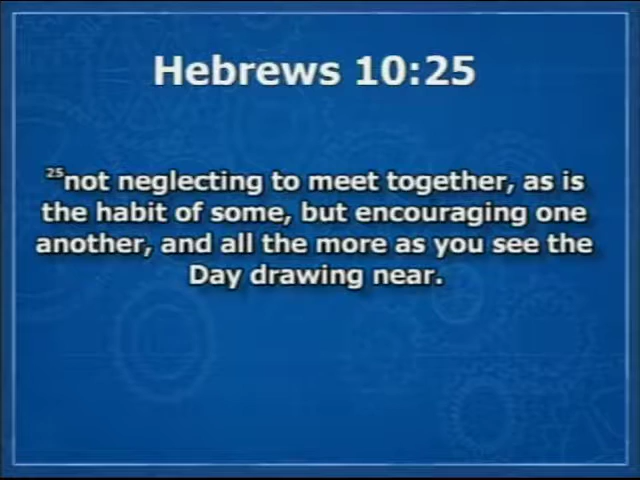 Hebrews 10:25
25not neglecting to meet together, as is
the habit of some, but encouraging one
another, and all the more as you see the
Day drawing near.